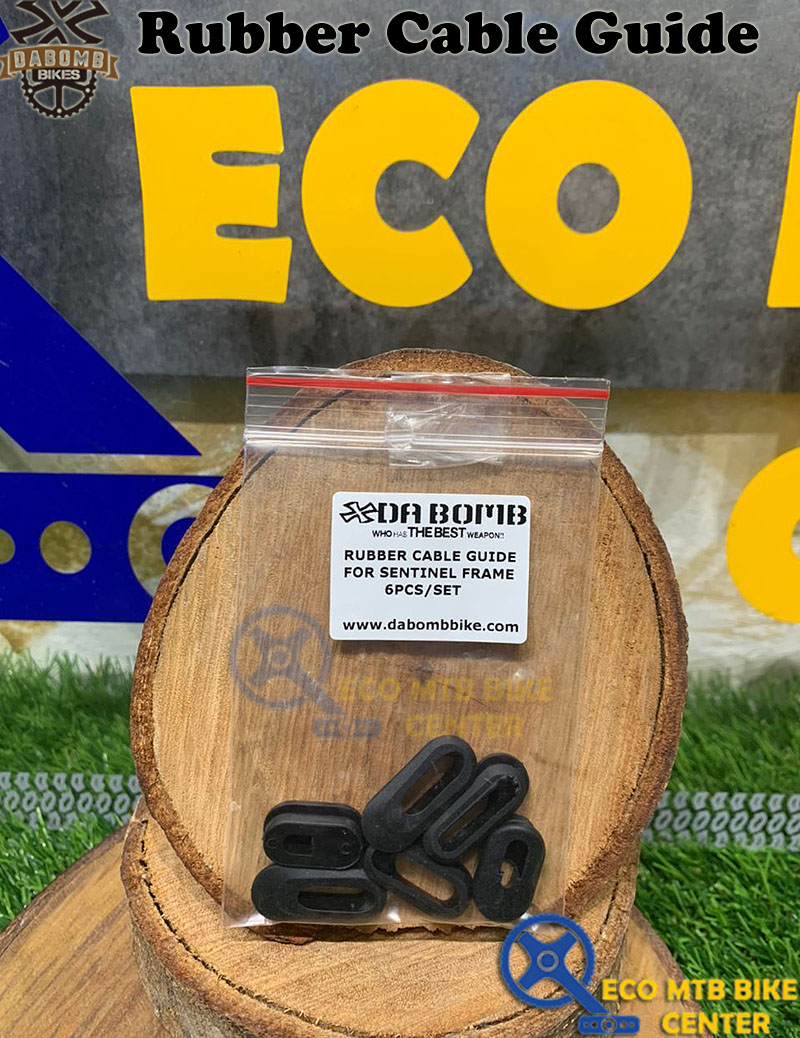 Rubber Cable Guide
DABOMB
BIKES
ECO
DA BOMB
WHO HAS THE BEST WEAPON!!
RUBBER CABLE GUIDE
FOR SENTINEL FRAME
6PCS/SET
www.dabombbike.com
ECO MTB BIKE
CENTER
ECO MTB BIKE
CENTER